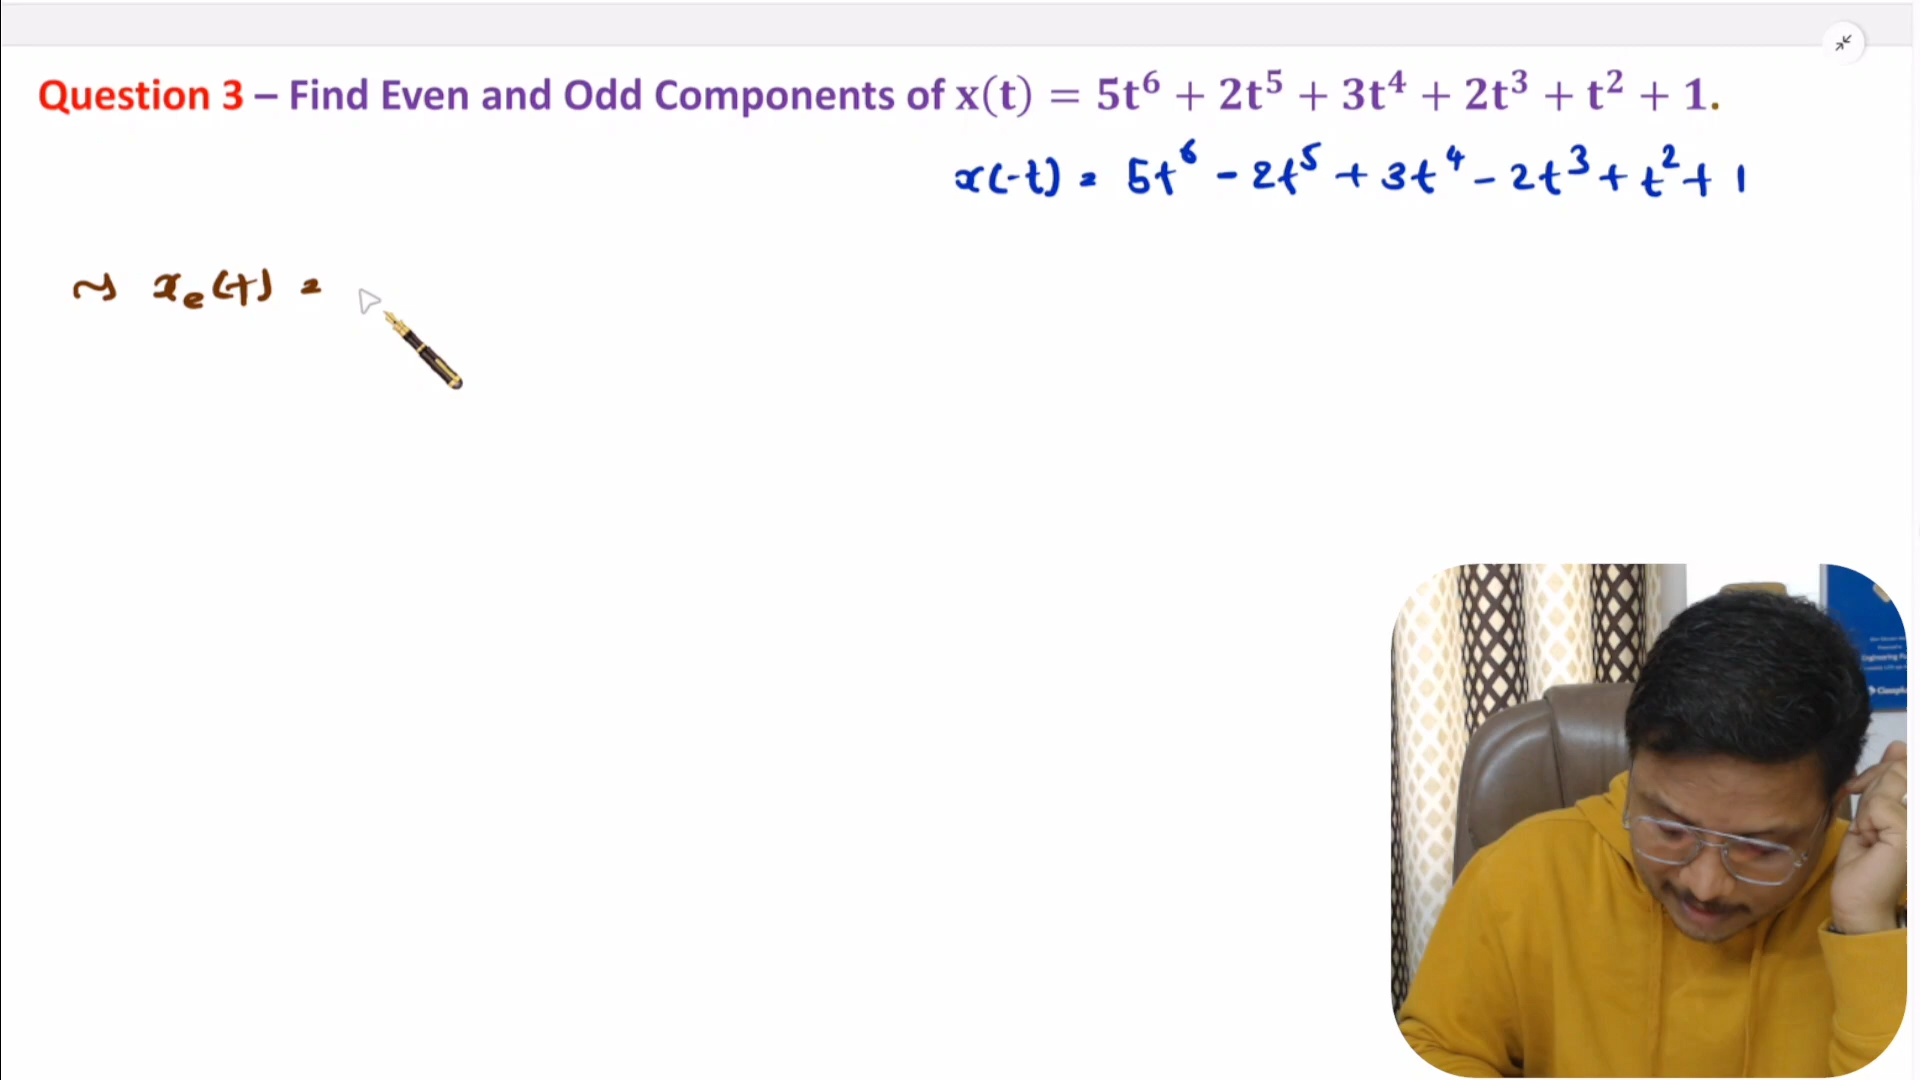 Question 3 – Find Even and Odd Components of x(t) = 5t⁶ + 2t⁵ + 3t⁴ + 2t³ + t² + 1.
x(-t) = 5t⁶ - 2t⁵ + 3t⁴ - 2t³ + t² + 1
xₑ(t) =